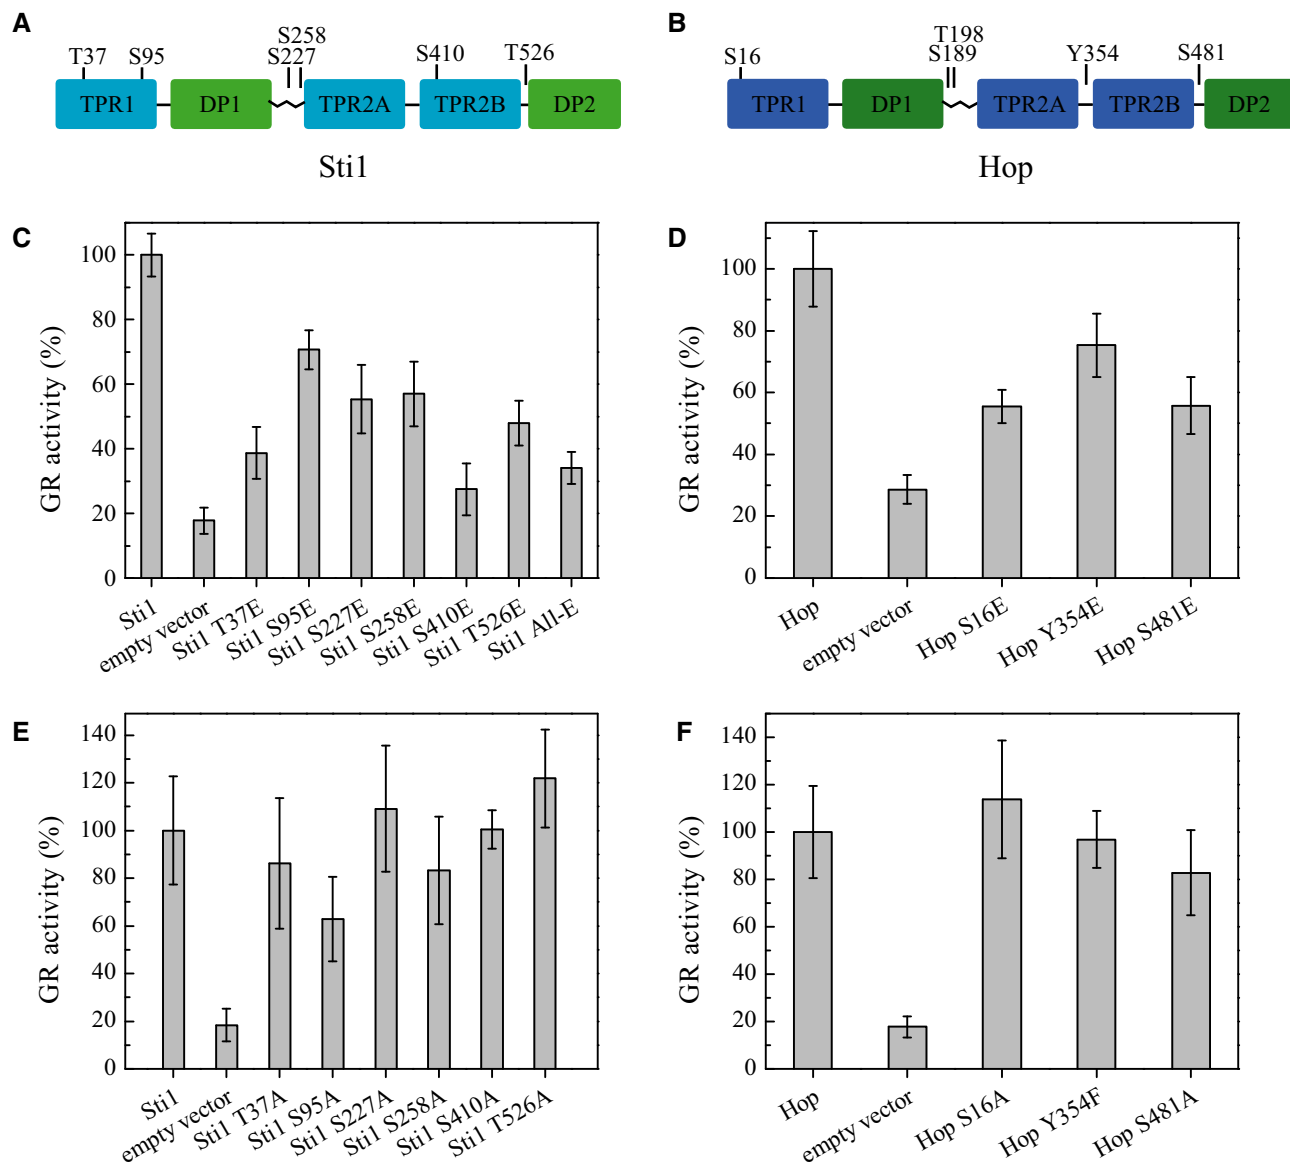 A
T37 S95 S258
S227 S410 T526
TPR1 DP1 TPR2A TPR2B DP2
Sti1
B
S16 T198
S189 Y354 S481
TPR1 DP1 TPR2A TPR2B DP2
Hop
C
GR activity (%)
100
80
60
40
20
0
Sti1
empty vector
Sti1 T37E
Sti1 S95E
Sti1 S227E
Sti1 S258E
Sti1 S410E
Sti1 T526E
Sti1 All-E
D
GR activity (%)
100
80
60
40
20
0
Hop
empty vector
Hop S16E
Hop Y354E
Hop S481E
E
GR activity (%)
140
120
100
80
60
40
20
0
Sti1
empty vector
Sti1 T37A
Sti1 S95A
Sti1 S227A
Sti1 S258A
Sti1 S410A
Sti1 T526A
F
GR activity (%)
140
120
100
80
60
40
20
0
Hop
empty vector
Hop S16A
Hop Y354F
Hop S481A